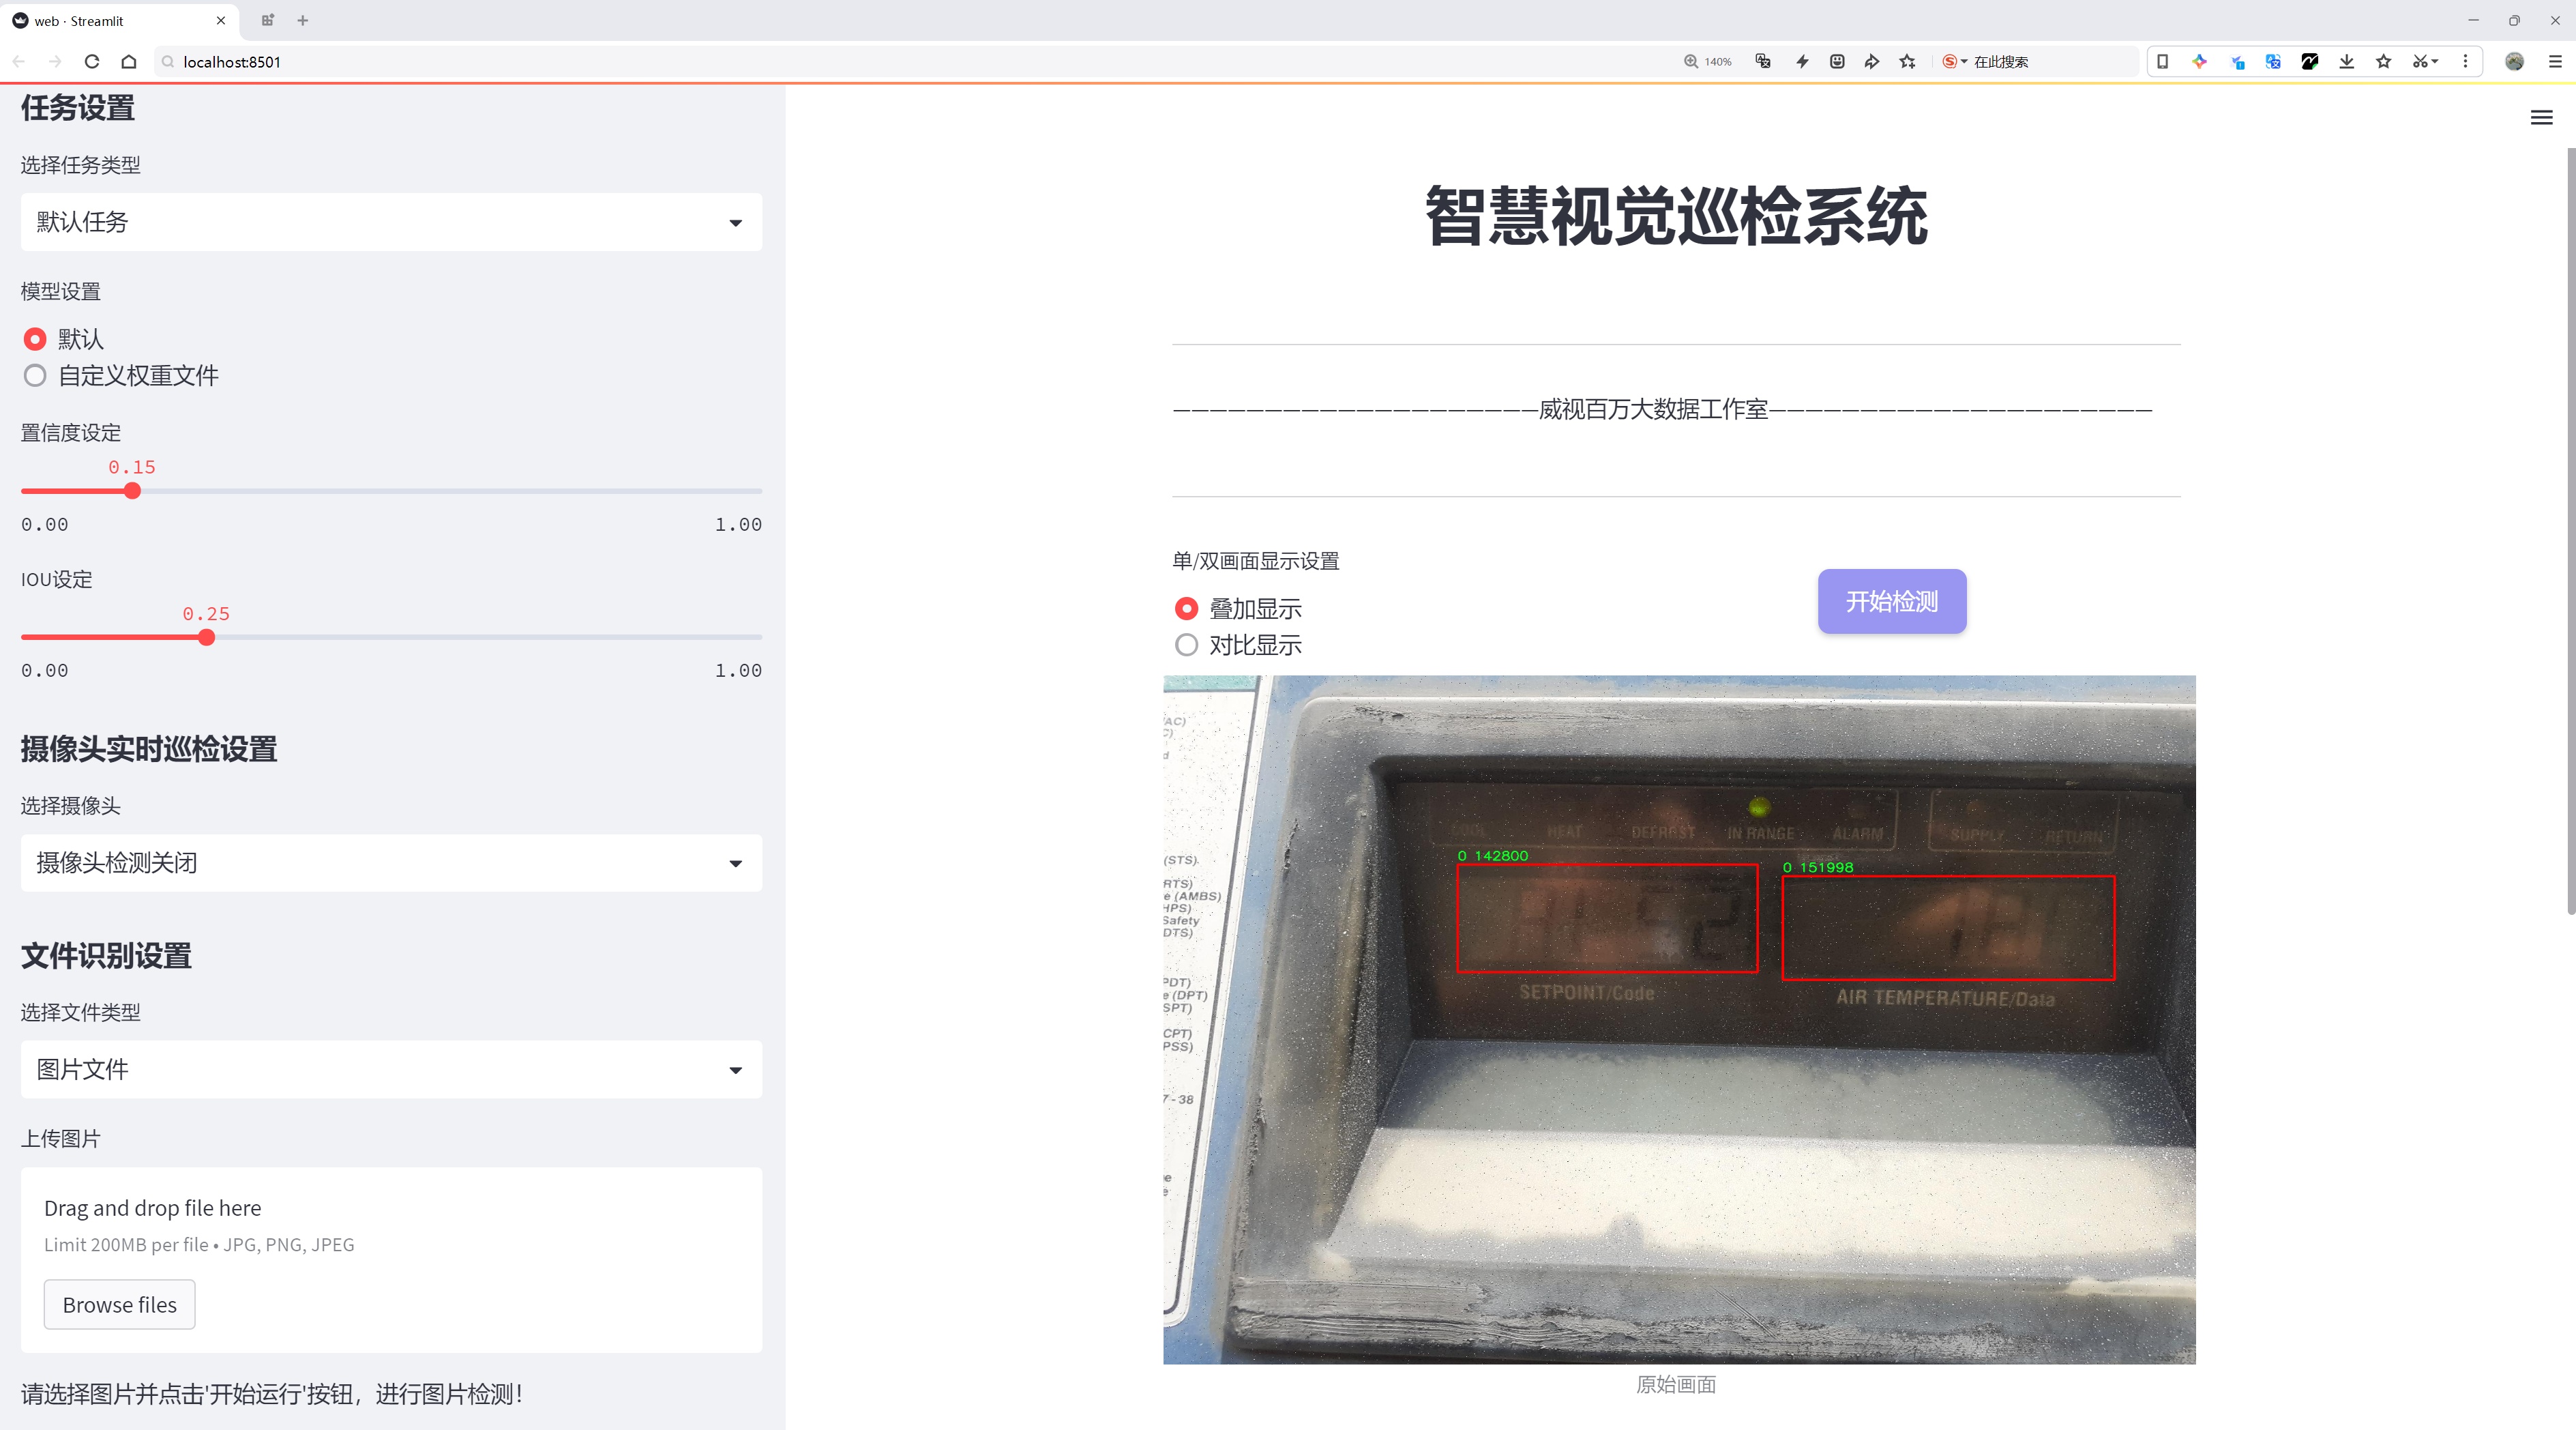 web · Streamlit
localhost:8501
140%
在此搜索
任务设置
选择任务类型
默认任务
模型设置
默认
自定义权重文件
置信度设定
0.15
0.00 1.00
IOU设定
0.25
0.00 1.00
摄像头实时巡检设置
选择摄像头
摄像头检测关闭
文件识别设置
选择文件类型
图片文件
上传图片
Drag and drop file here
Limit 200MB per file • JPG, PNG, JPEG
Browse files
请选择图片并点击'开始运行'按钮，进行图片检测！
智慧视觉巡检系统
————————————————————威视百万大数据工作室—————————————————————
单/双画面显示设置
叠加显示
对比显示
开始检测
AC)
C)
d
(STS)
RTS)
e (AMBS)
HPS)
Safety
DTS)
PDT)
e (DPT)
SPT)
CPT)
PSS)
7-38
COOL HEAT DEFROST IN RANGE ALARM SUPPLY RETURN
0 142800
0 151998
SETPOINT/Code
AIR TEMPERATURE/Data
原始画面